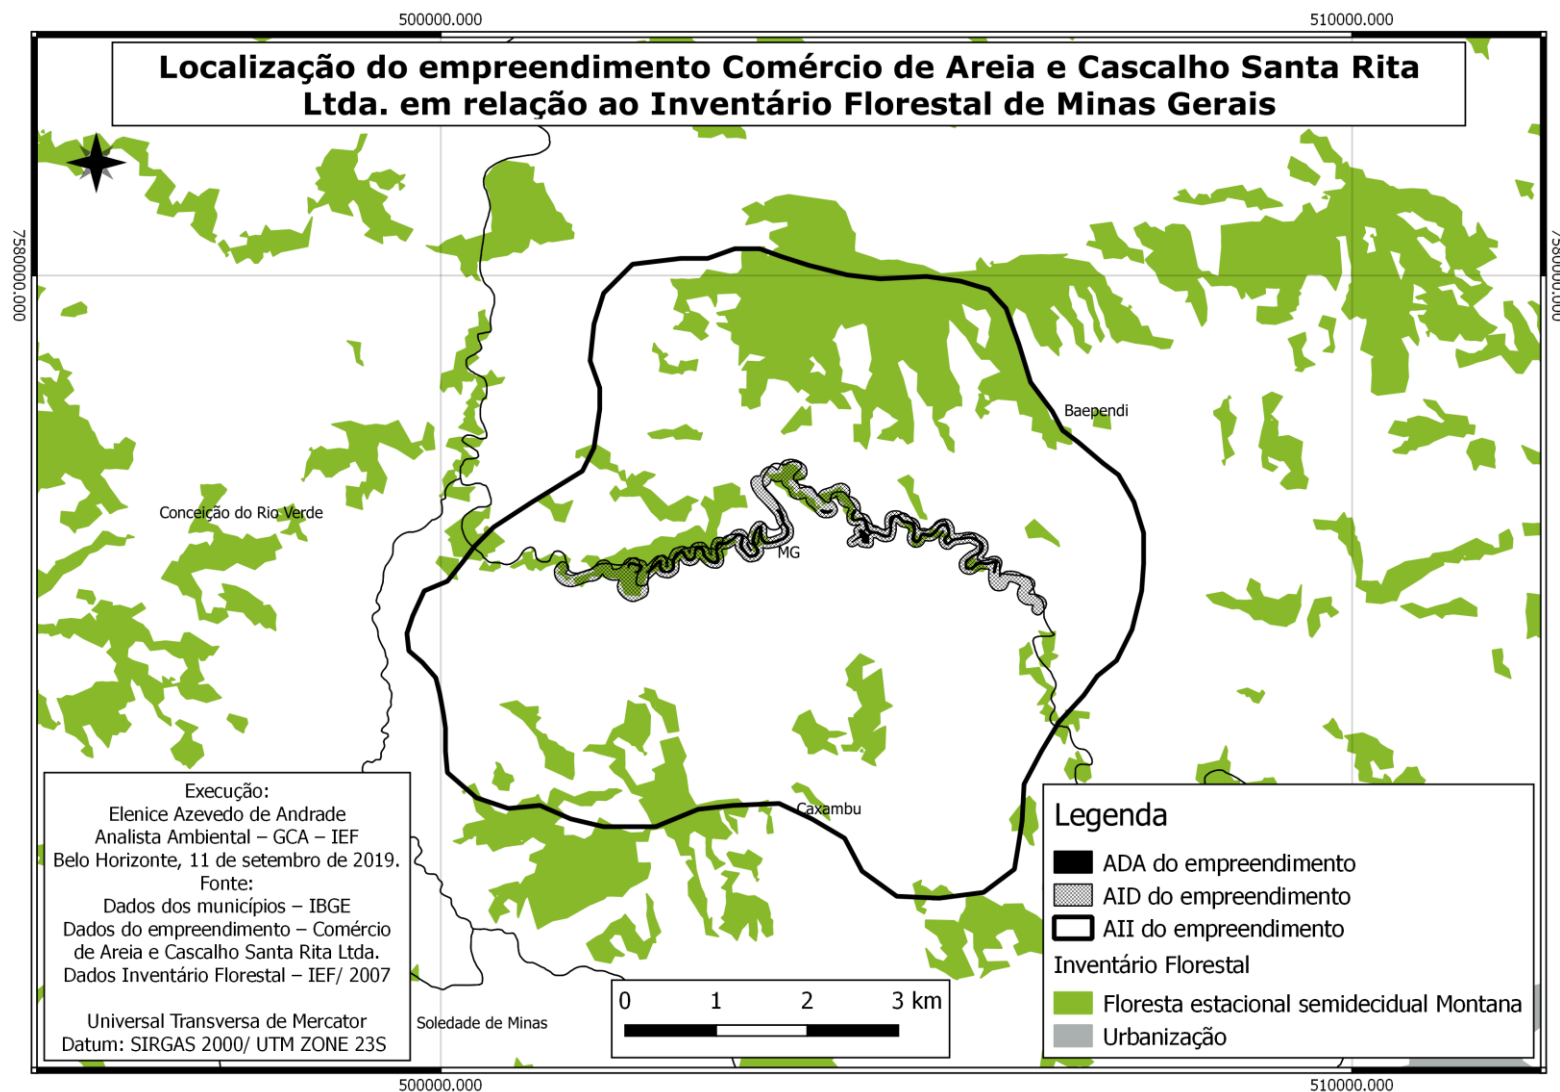 500000.000
510000.000
Localização do empreendimento Comércio de Areia e Cascalho Santa Rita
Ltda. em relação ao Inventário Florestal de Minas Gerais
7580000.000
7580000.000
Baependi
Conceição do Rio Verde
MG
Caxambu
Soledade de Minas
Execução:
Elenice Azevedo de Andrade
Analista Ambiental – GCA – IEF
Belo Horizonte, 11 de setembro de 2019.
Fonte:
Dados dos municípios – IBGE
Dados do empreendimento – Comércio
de Areia e Cascalho Santa Rita Ltda.
Dados Inventário Florestal – IEF/ 2007
Universal Transversa de Mercator
Datum: SIRGAS 2000/ UTM ZONE 23S
0 1 2 3 km
Legenda
ADA do empreendimento
AID do empreendimento
AII do empreendimento
Inventário Florestal
Floresta estacional semidecidual Montana
Urbanização
500000.000
510000.000